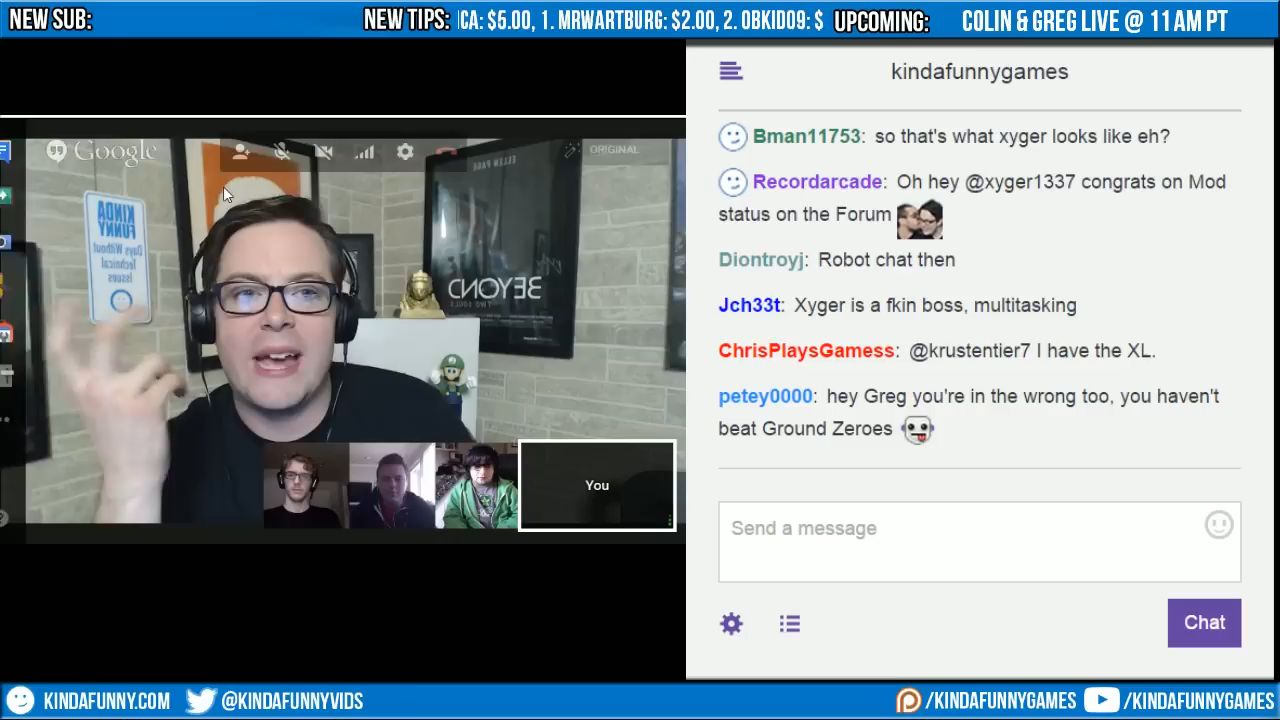 NEW SUB:
NEW TIPS: CA: $5.00, 1. MRWARTBURG: $2.00, 2. OBKID09: $
UPCOMING: COLIN & GREG LIVE @ 11 AM PT
Google
ORIGINAL
ELLEN PAGE
KINDA
FUNNY
Days Without
Technical
Issues
BEYOND
TWO SOULS
You
kindafunnygames
Bman11753: so that's what xyger looks like eh?
Recordarcade: Oh hey @xyger1337 congrats on Mod
status on the Forum
Diontroyj: Robot chat then
Jch33t: Xyger is a fkin boss, multitasking
ChrisPlaysGamess: @krustentier7 I have the XL.
petey0000: hey Greg you're in the wrong too, you haven't
beat Ground Zeroes
Send a message
Chat
KINDAFUNNY.COM
@KINDAFUNNYVIDS
/KINDAFUNNYGAMES
/KINDAFUNNYGAMES